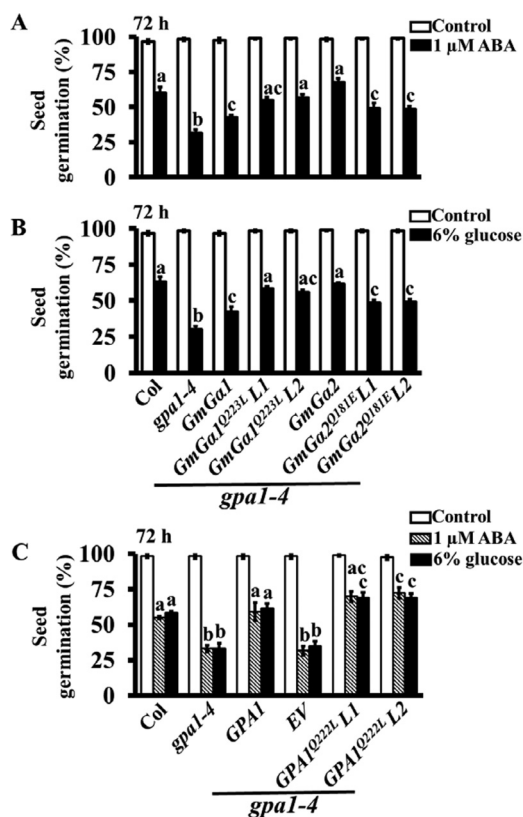 A
72 h
Control
1 µM ABA
Seed
germination (%)
100
75
50
25
0
a
b
c
ac
a
a
c
c
B
72 h
Control
6% glucose
Seed
germination (%)
100
75
50
25
0
a
b
c
a
ac
a
c
c
Col
gpa1-4
GmGα1
GmGα1Q223L L1
GmGα1Q223L L2
GmGα2
GmGα2Q181E L1
GmGα2Q181E L2
gpa1-4
C
72 h
Control
1 µM ABA
6% glucose
Seed
germination (%)
100
75
50
25
0
a a
b b
a a
b b
ac c
c c
Col
gpa1-4
GPA1
EV
GPA1Q222L L1
GPA1Q222L L2
gpa1-4